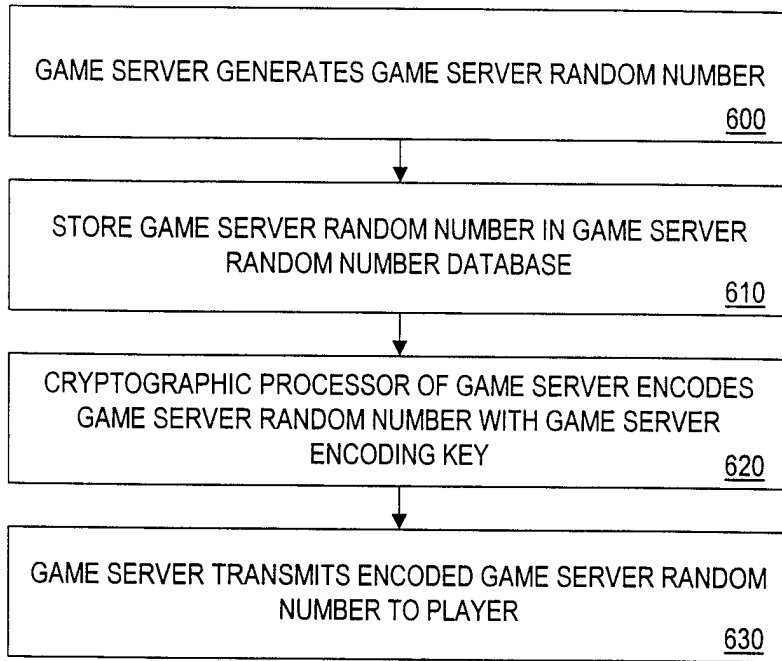 GAME SERVER GENERATES GAME SERVER RANDOM NUMBER
600
STORE GAME SERVER RANDOM NUMBER IN GAME SERVER
RANDOM NUMBER DATABASE
610
CRYPTOGRAPHIC PROCESSOR OF GAME SERVER ENCODES
GAME SERVER RANDOM NUMBER WITH GAME SERVER
ENCODING KEY
620
GAME SERVER TRANSMITS ENCODED GAME SERVER RANDOM
NUMBER TO PLAYER
630